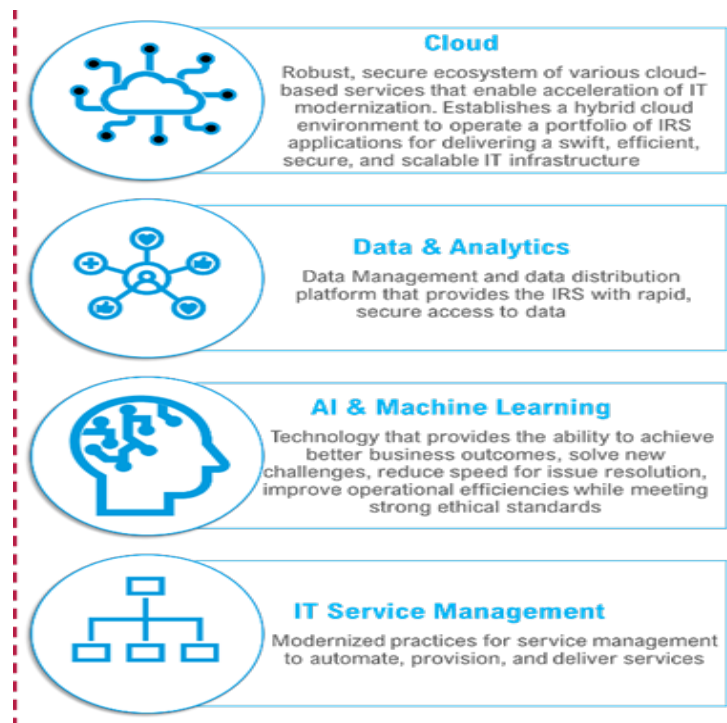 Cloud
Robust, secure ecosystem of various cloud-
based services that enable acceleration of IT
modernization. Establishes a hybrid cloud
environment to operate a portfolio of IRS
applications for delivering a swift, efficient,
secure, and scalable IT infrastructure
Data & Analytics
Data Management and data distribution
platform that provides the IRS with rapid,
secure access to data
AI & Machine Learning
Technology that provides the ability to achieve
better business outcomes, solve new
challenges, reduce speed for issue resolution,
improve operational efficiencies while meeting
strong ethical standards
IT Service Management
Modernized practices for service management
to automate, provision, and deliver services